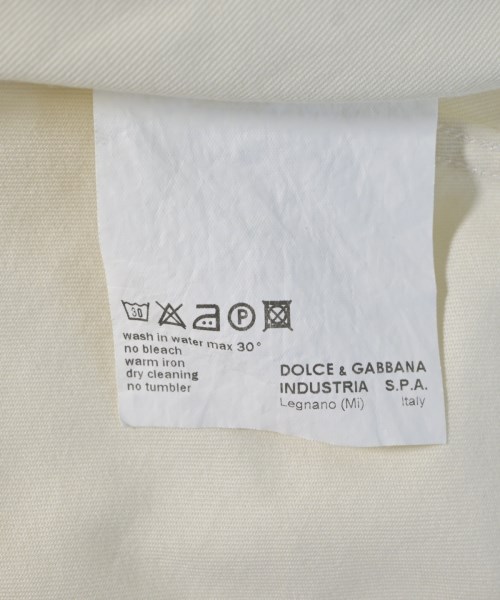 30 P
wash in water max 30°
no bleach
warm iron
dry cleaning
no tumbler
DOLCE & GABBANA
INDUSTRIA S.P.A.
Legnano (Mi) Italy